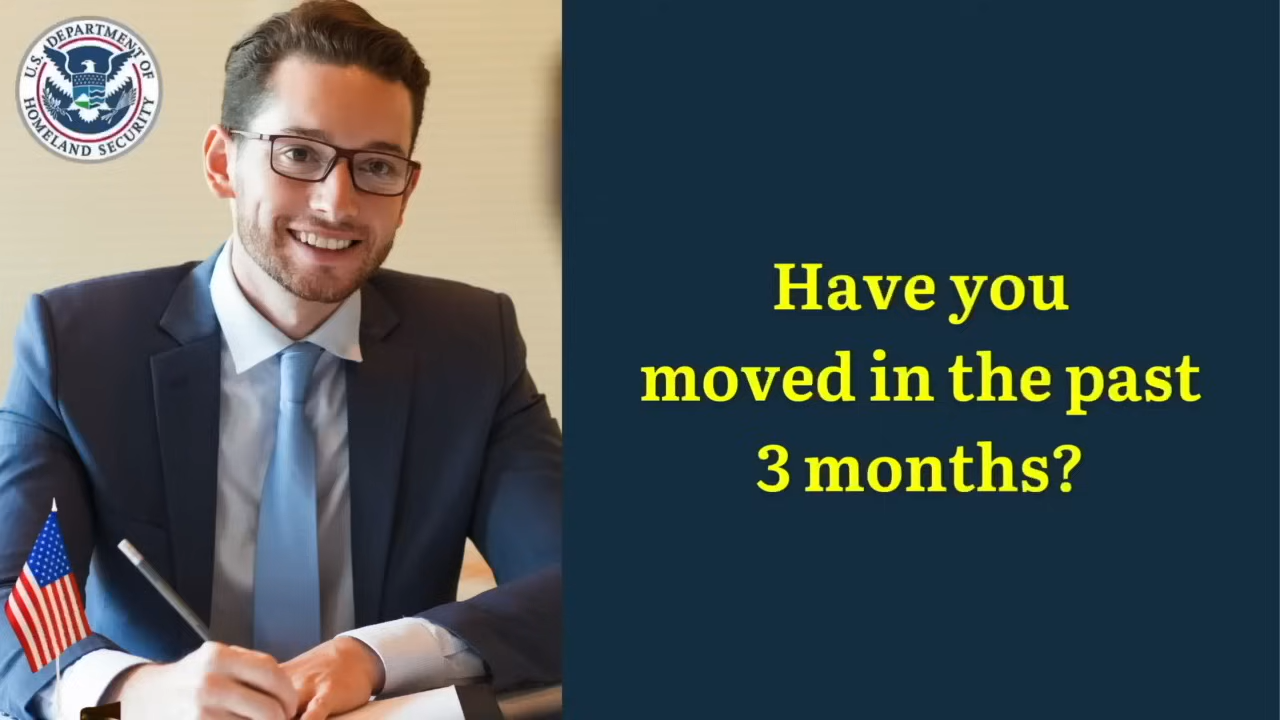 U.S. DEPARTMENT OF
HOMELAND SECURITY
Have you
moved in the past
3 months?